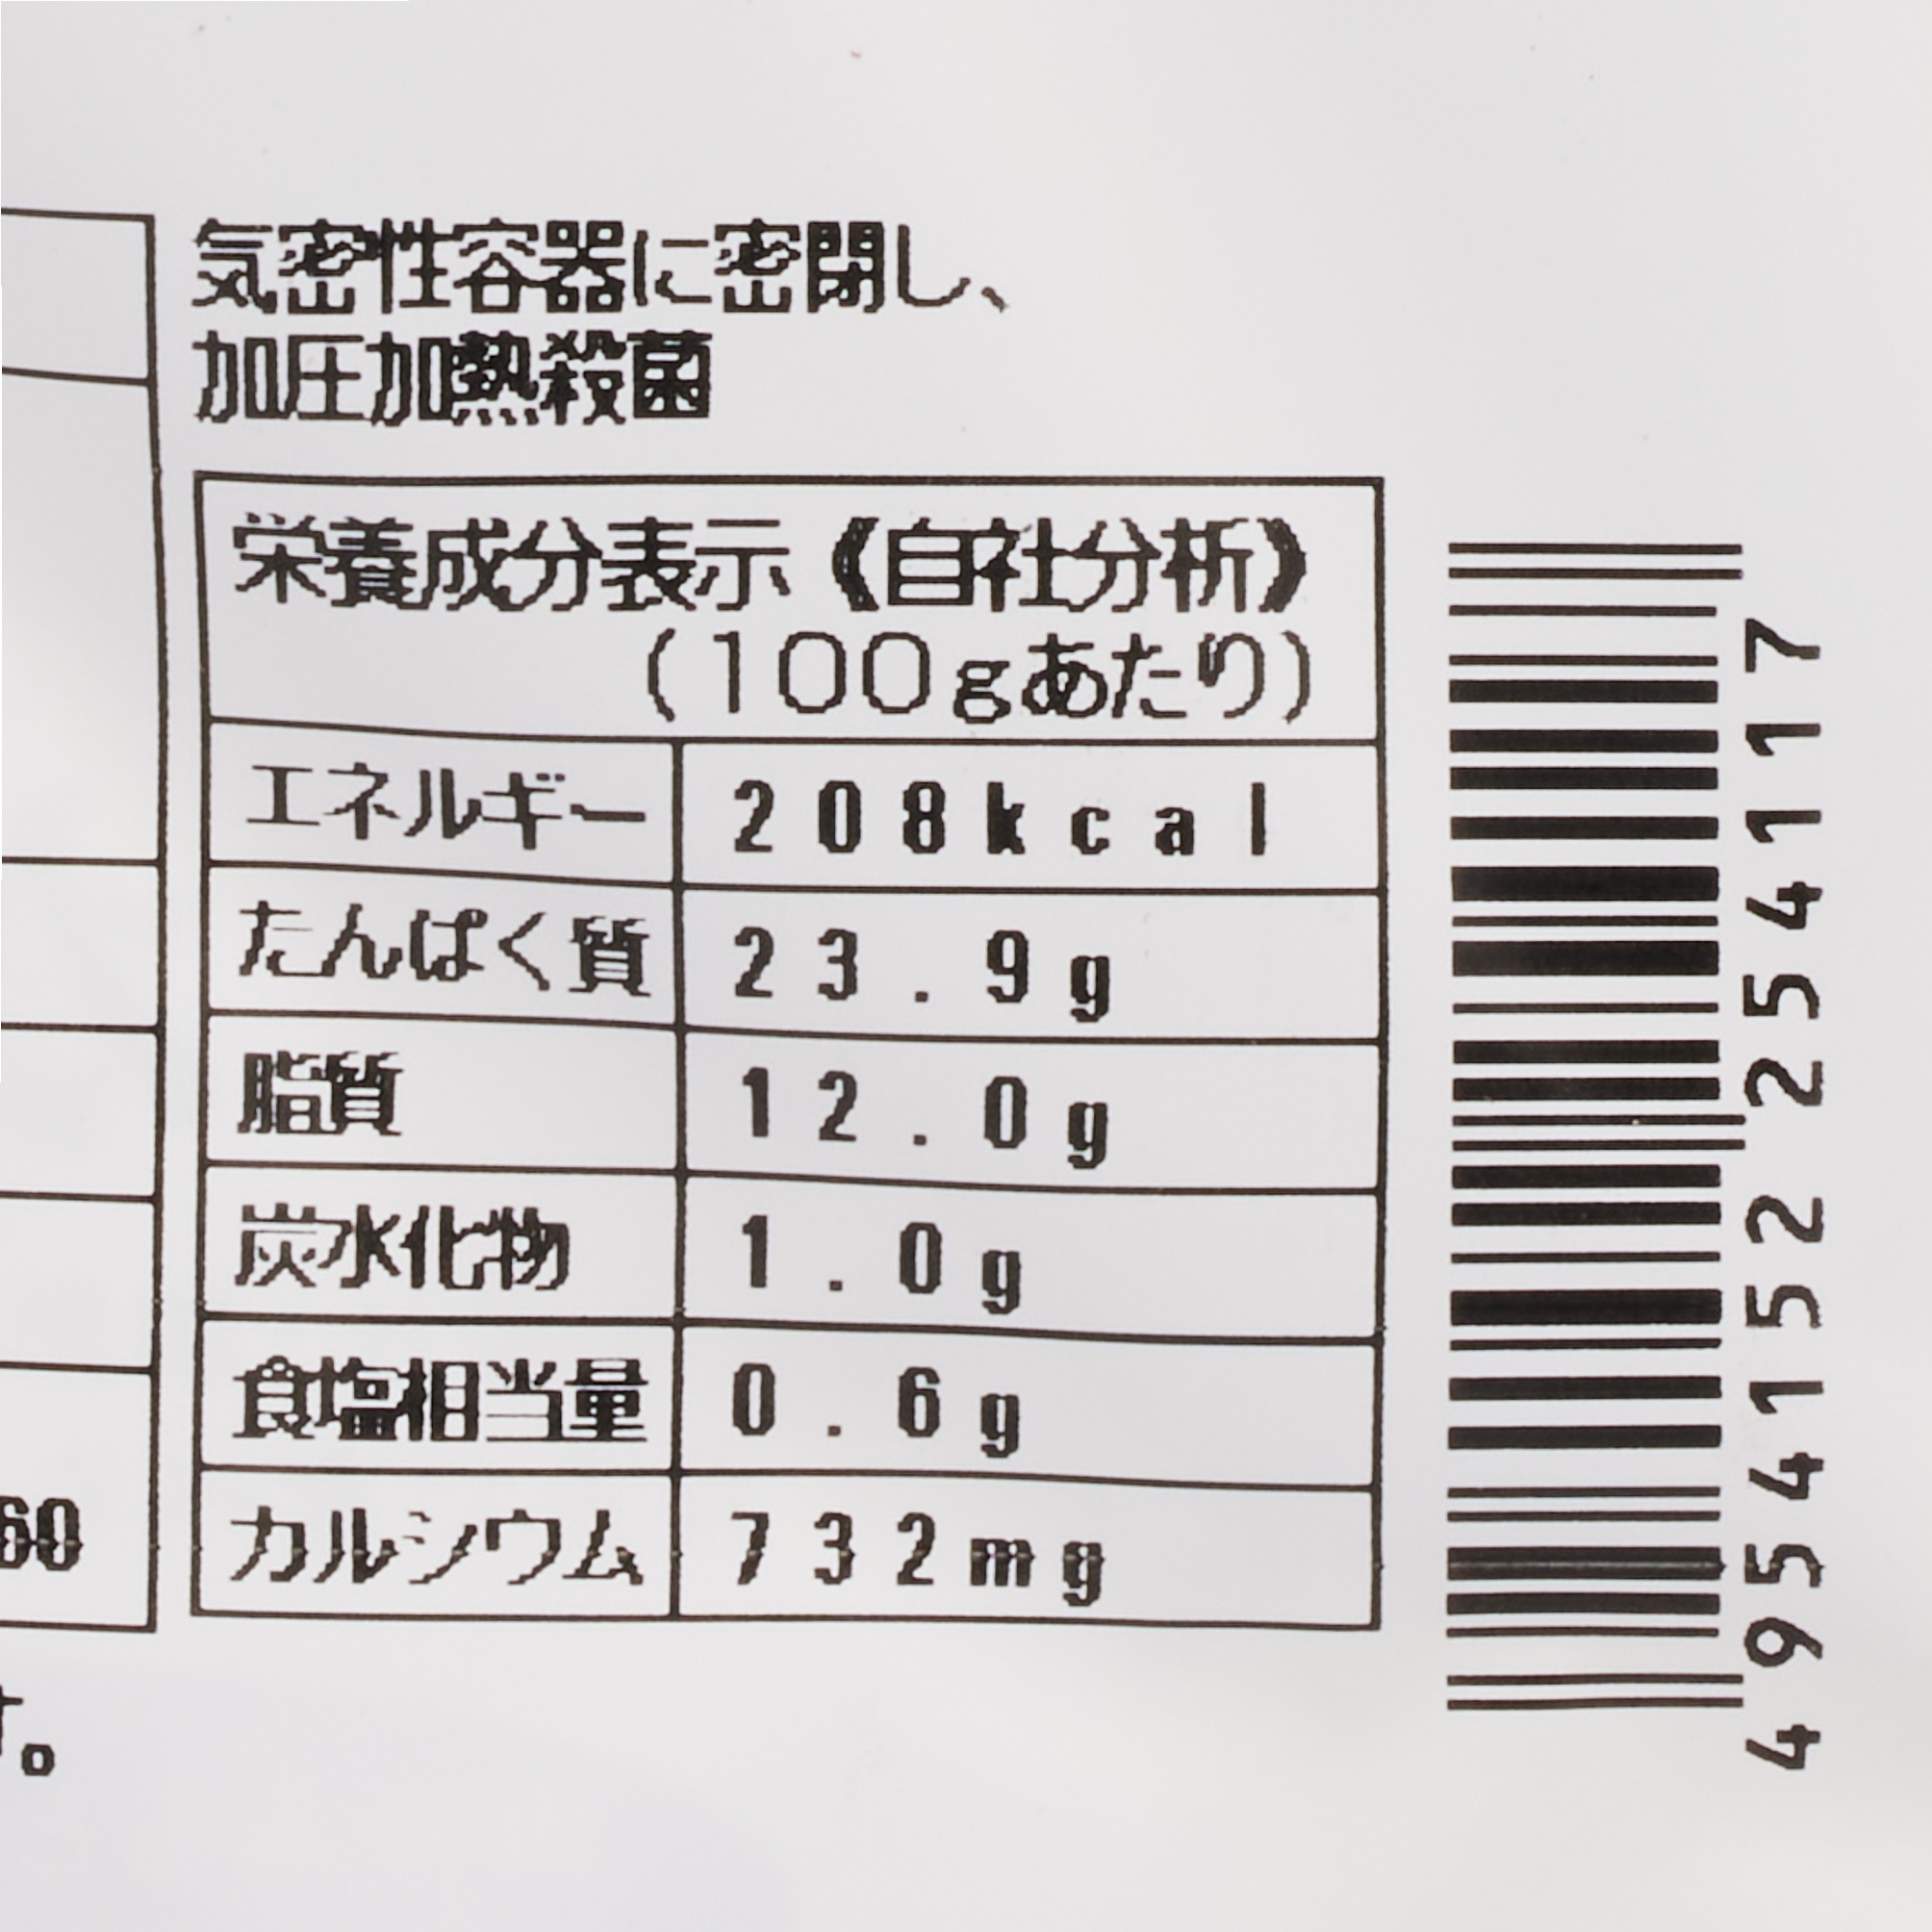 気密性容器に密閉し、
加圧加熱殺菌
栄養成分表示《自社分析》
(100gあたり)
エネルギー 208kcal
たんぱく質 23.9g
脂質 12.0g
炭水化物 1.0g
食塩相当量 0.6g
カルシウム 732mg
60
す。
4954152254117